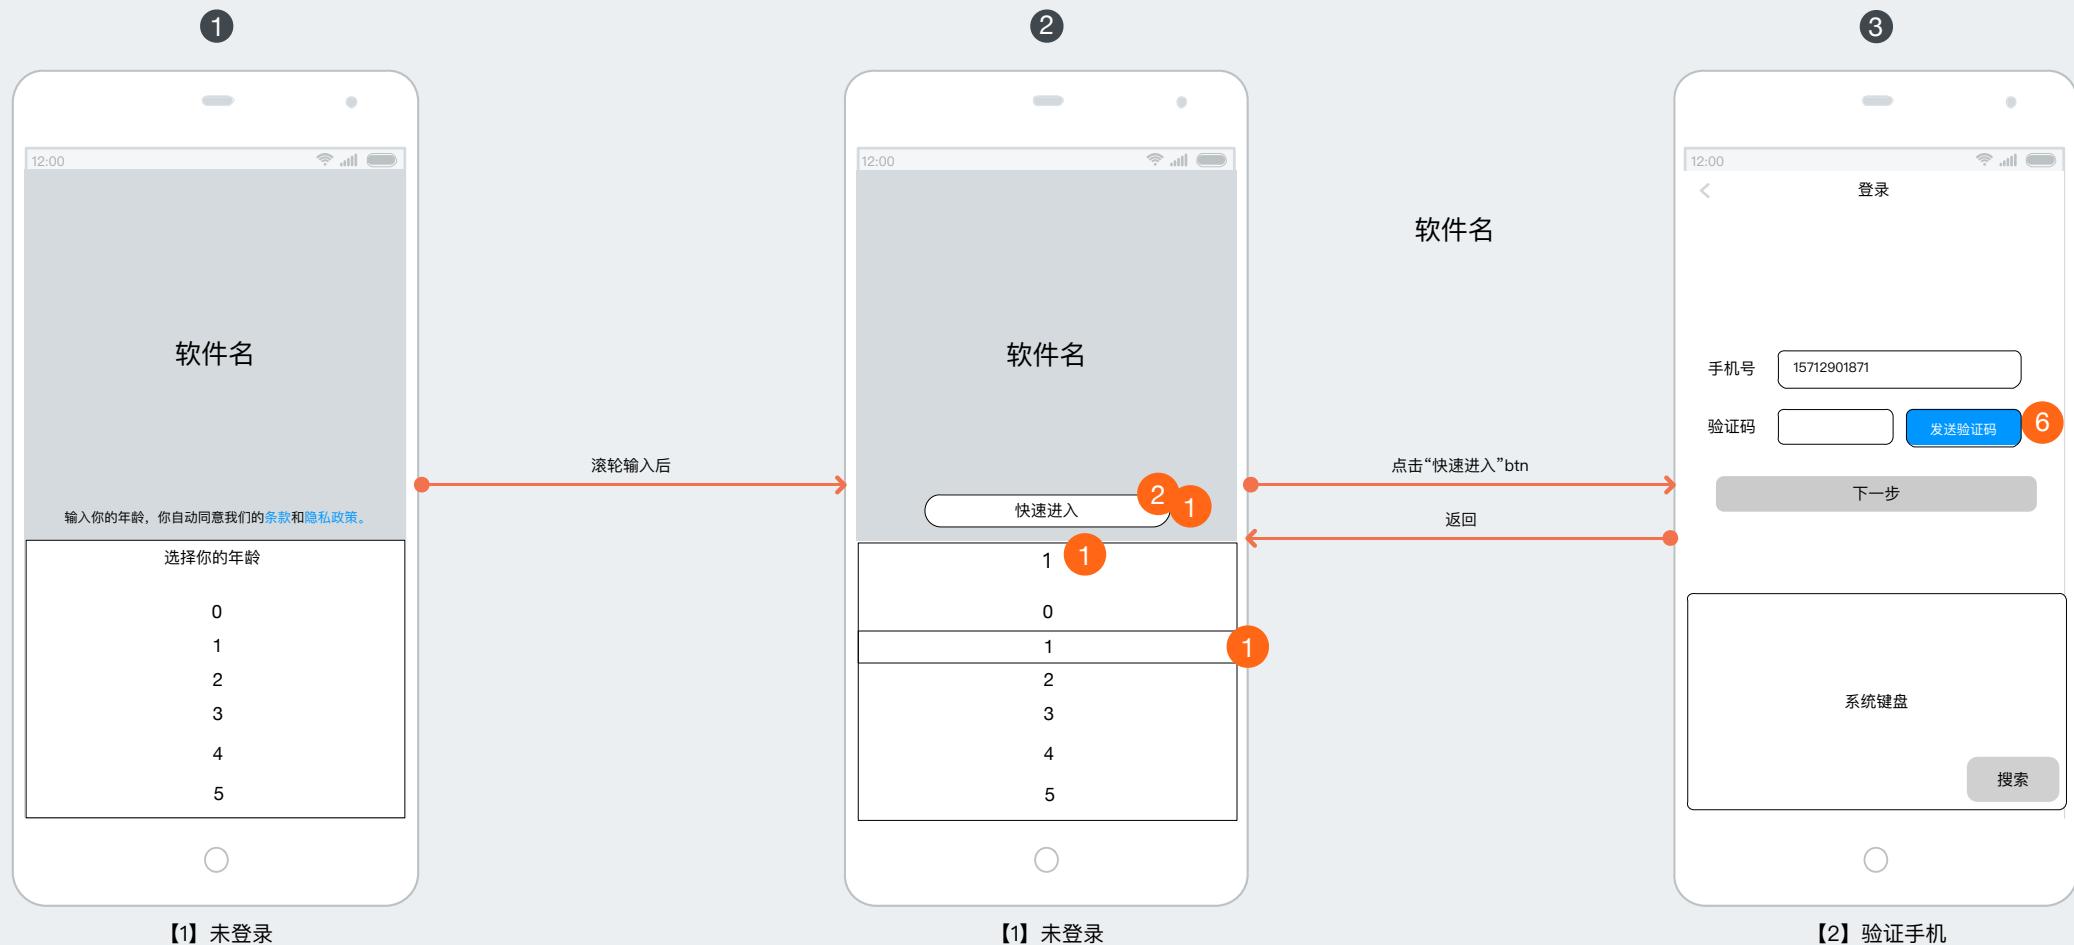 1
12:00
软件名
输入你的年龄，你自动同意我们的条款和隐私政策。
选择你的年龄
0
1
2
3
4
5
【1】未登录
滚轮输入后
2
12:00
软件名
快速进入
2
1
1
1
0
1
1
2
3
4
5
【1】未登录
软件名
点击“快速进入”btn
返回
3
12:00
登录
手机号 15712901871
验证码 发送验证码 6
下一步
系统键盘
搜索
【2】验证手机